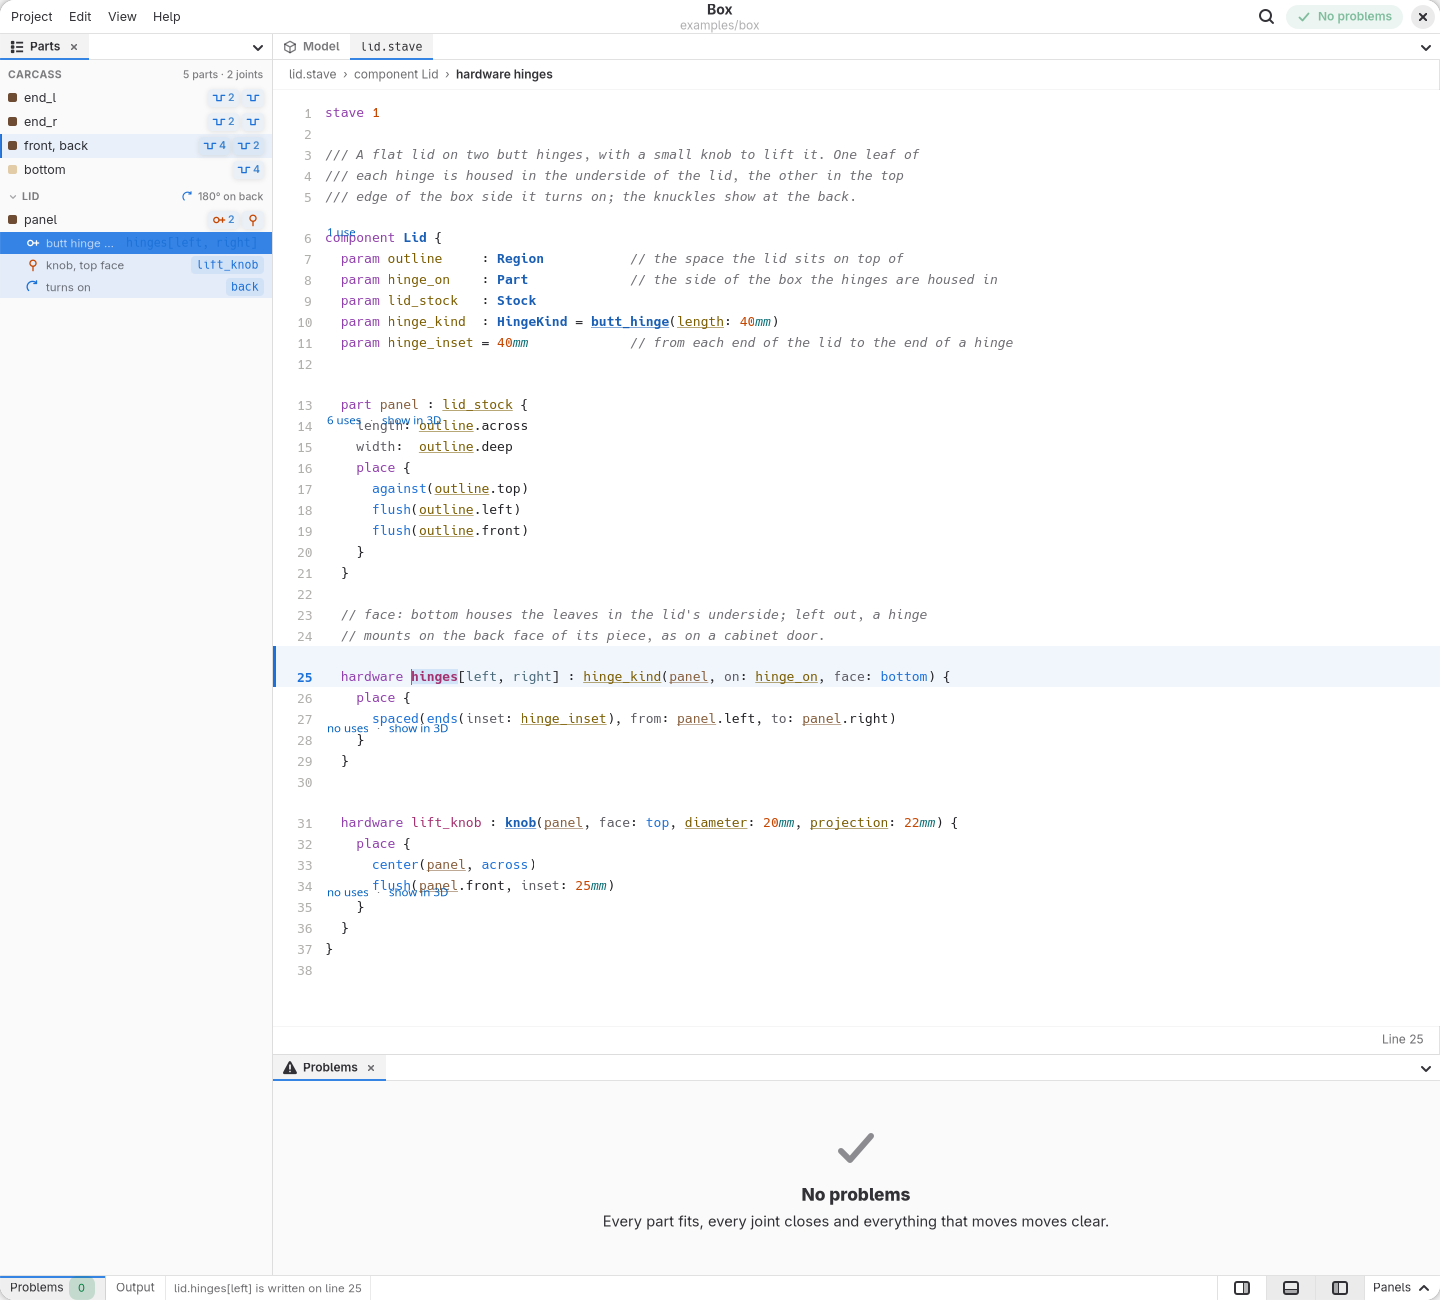 Project Edit View Help
Box
examples/box
No problems
Parts
Model lid.stave
CARCASS 5 parts · 2 joints
end_l 2
end_r 2
front, back 4 2
bottom 4
LID 180° on back
panel 2
butt hinge ... hinges[left, right]
knob, top face lift_knob
turns on back
lid.stave › component Lid › hardware hinges
1 stave 1
2
3 /// A flat lid on two butt hinges, with a small knob to lift it. One leaf of
4 /// each hinge is housed in the underside of the lid, the other in the top
5 /// edge of the box side it turns on; the knuckles show at the back.
1 use
6 component Lid {
7 param outline : Region // the space the lid sits on top of
8 param hinge_on : Part // the side of the box the hinges are housed in
9 param lid_stock : Stock
10 param hinge_kind : HingeKind = butt_hinge(length: 40mm)
11 param hinge_inset = 40mm // from each end of the lid to the end of a hinge
12
13 part panel : lid_stock {
6 uses · show in 3D
14 length: outline.across
15 width: outline.deep
16 place {
17 against(outline.top)
18 flush(outline.left)
19 flush(outline.front)
20 }
21 }
22
23 // face: bottom houses the leaves in the lid's underside; left out, a hinge
24 // mounts on the back face of its piece, as on a cabinet door.
25 hardware hinges[left, right] : hinge_kind(panel, on: hinge_on, face: bottom) {
26 place {
27 spaced(ends(inset: hinge_inset), from: panel.left, to: panel.right)
no uses · show in 3D
28 }
29 }
30
31 hardware lift_knob : knob(panel, face: top, diameter: 20mm, projection: 22mm) {
32 place {
33 center(panel, across)
34 flush(panel.front, inset: 25mm)
no uses · show in 3D
35 }
36 }
37 }
38
Line 25
Problems
No problems
Every part fits, every joint closes and everything that moves moves clear.
Problems 0 Output lid.hinges[left] is written on line 25 Panels